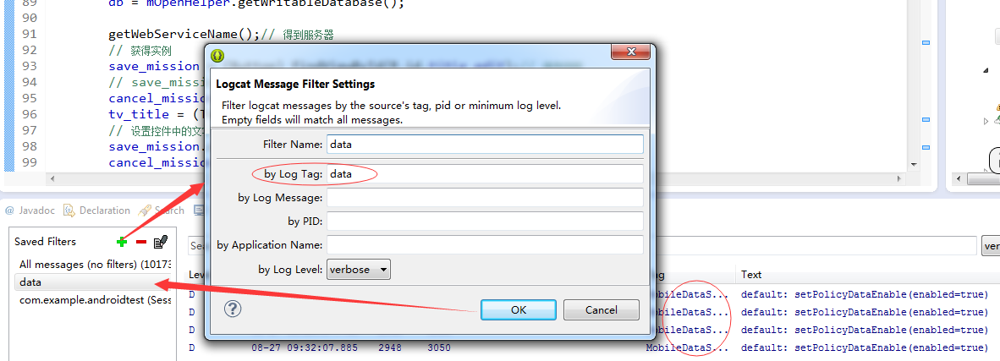 89
db = mOpenHelper.getWritableDatabase();
90
91
getWebServiceName();// 得到服务器
92
// 获得实例
93
save_mission
94
// save_missi
95
cancel_missic
96
tv_title = (T
97
// 设置控件中的文字
98
save_mission.
99
cancel_missic
Logcat Message Filter Settings
Filter logcat messages by the source's tag, pid or minimum log level.
Empty fields will match all messages.
Filter Name: data
by Log Tag: data
by Log Message:
by PID:
by Application Name:
by Log Level: verbose
OK
Cancel
@ Javadoc
Declaration
Search
Saved Filters
All messages (no filters) (10173
data
com.example.androidtest (Sess
Sea
ver
Leve
ag
Text
D
MobileDataS...
default: setPolicyDataEnable(enabled=true)
D
MobileDataS...
default: setPolicyDataEnable(enabled=true)
D
MobileDataS...
default: setPolicyDataEnable(enabled=true)
D
08-27 09:32:07.885
2948
3050
MobileDataS...
default: setPolicyDataEnable(enabled=true)